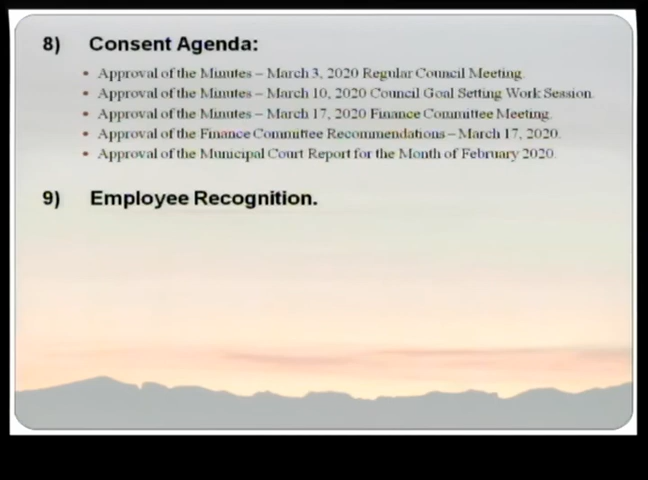 8) Consent Agenda:
• Approval of the Minutes – March 3, 2020 Regular Council Meeting.
• Approval of the Minutes – March 10, 2020 Council Goal Setting Work Session.
• Approval of the Minutes – March 17, 2020 Finance Committee Meeting.
• Approval of the Finance Committee Recommendations – March 17, 2020.
• Approval of the Municipal Court Report for the Month of February 2020.
9) Employee Recognition.